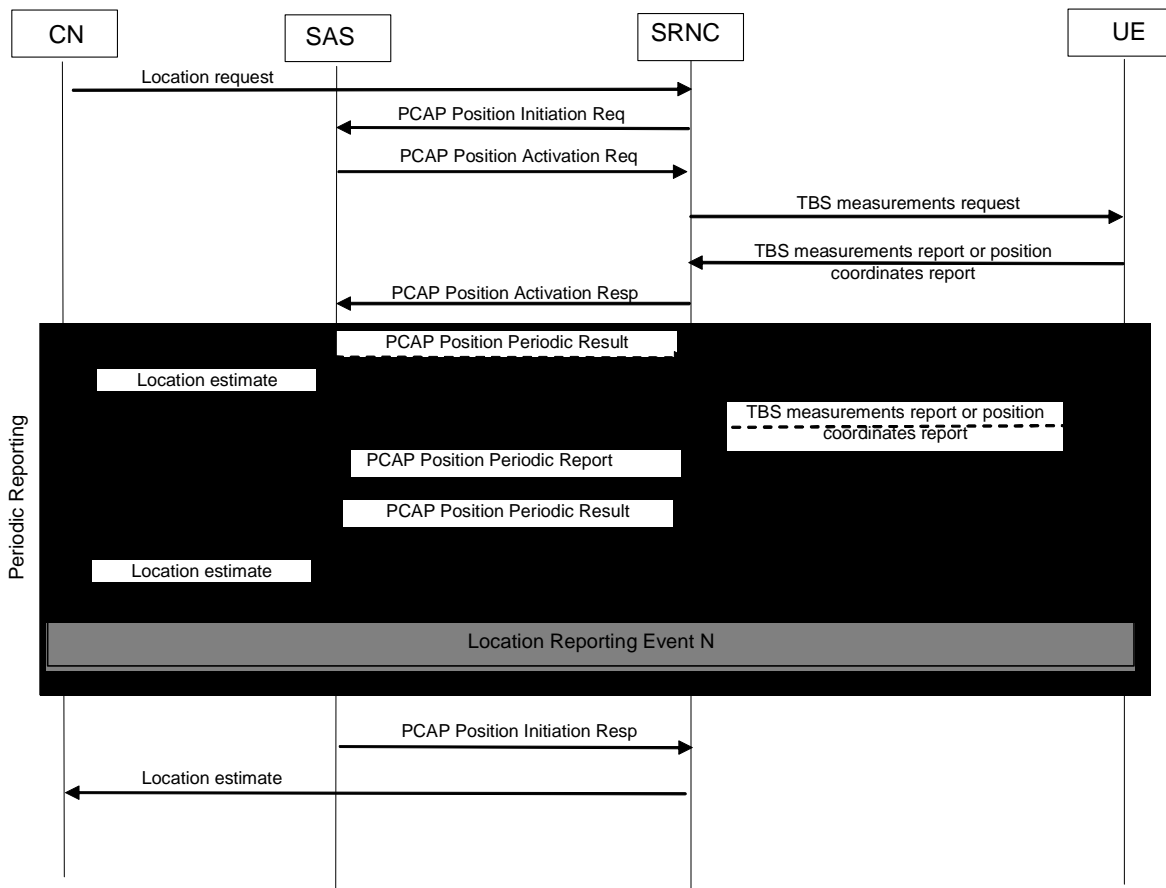 CN
SAS
SRNC
UE
Location request
PCAP Position Initiation Req
PCAP Position Activation Req
TBS measurements request
TBS measurements report or position
coordinates report
PCAP Position Activation Resp
Periodic Reporting
PCAP Position Periodic Result
Location estimate
TBS measurements report or position
coordinates report
PCAP Position Periodic Report
PCAP Position Periodic Result
Location estimate
Location Reporting Event N
PCAP Position Initiation Resp
Location estimate